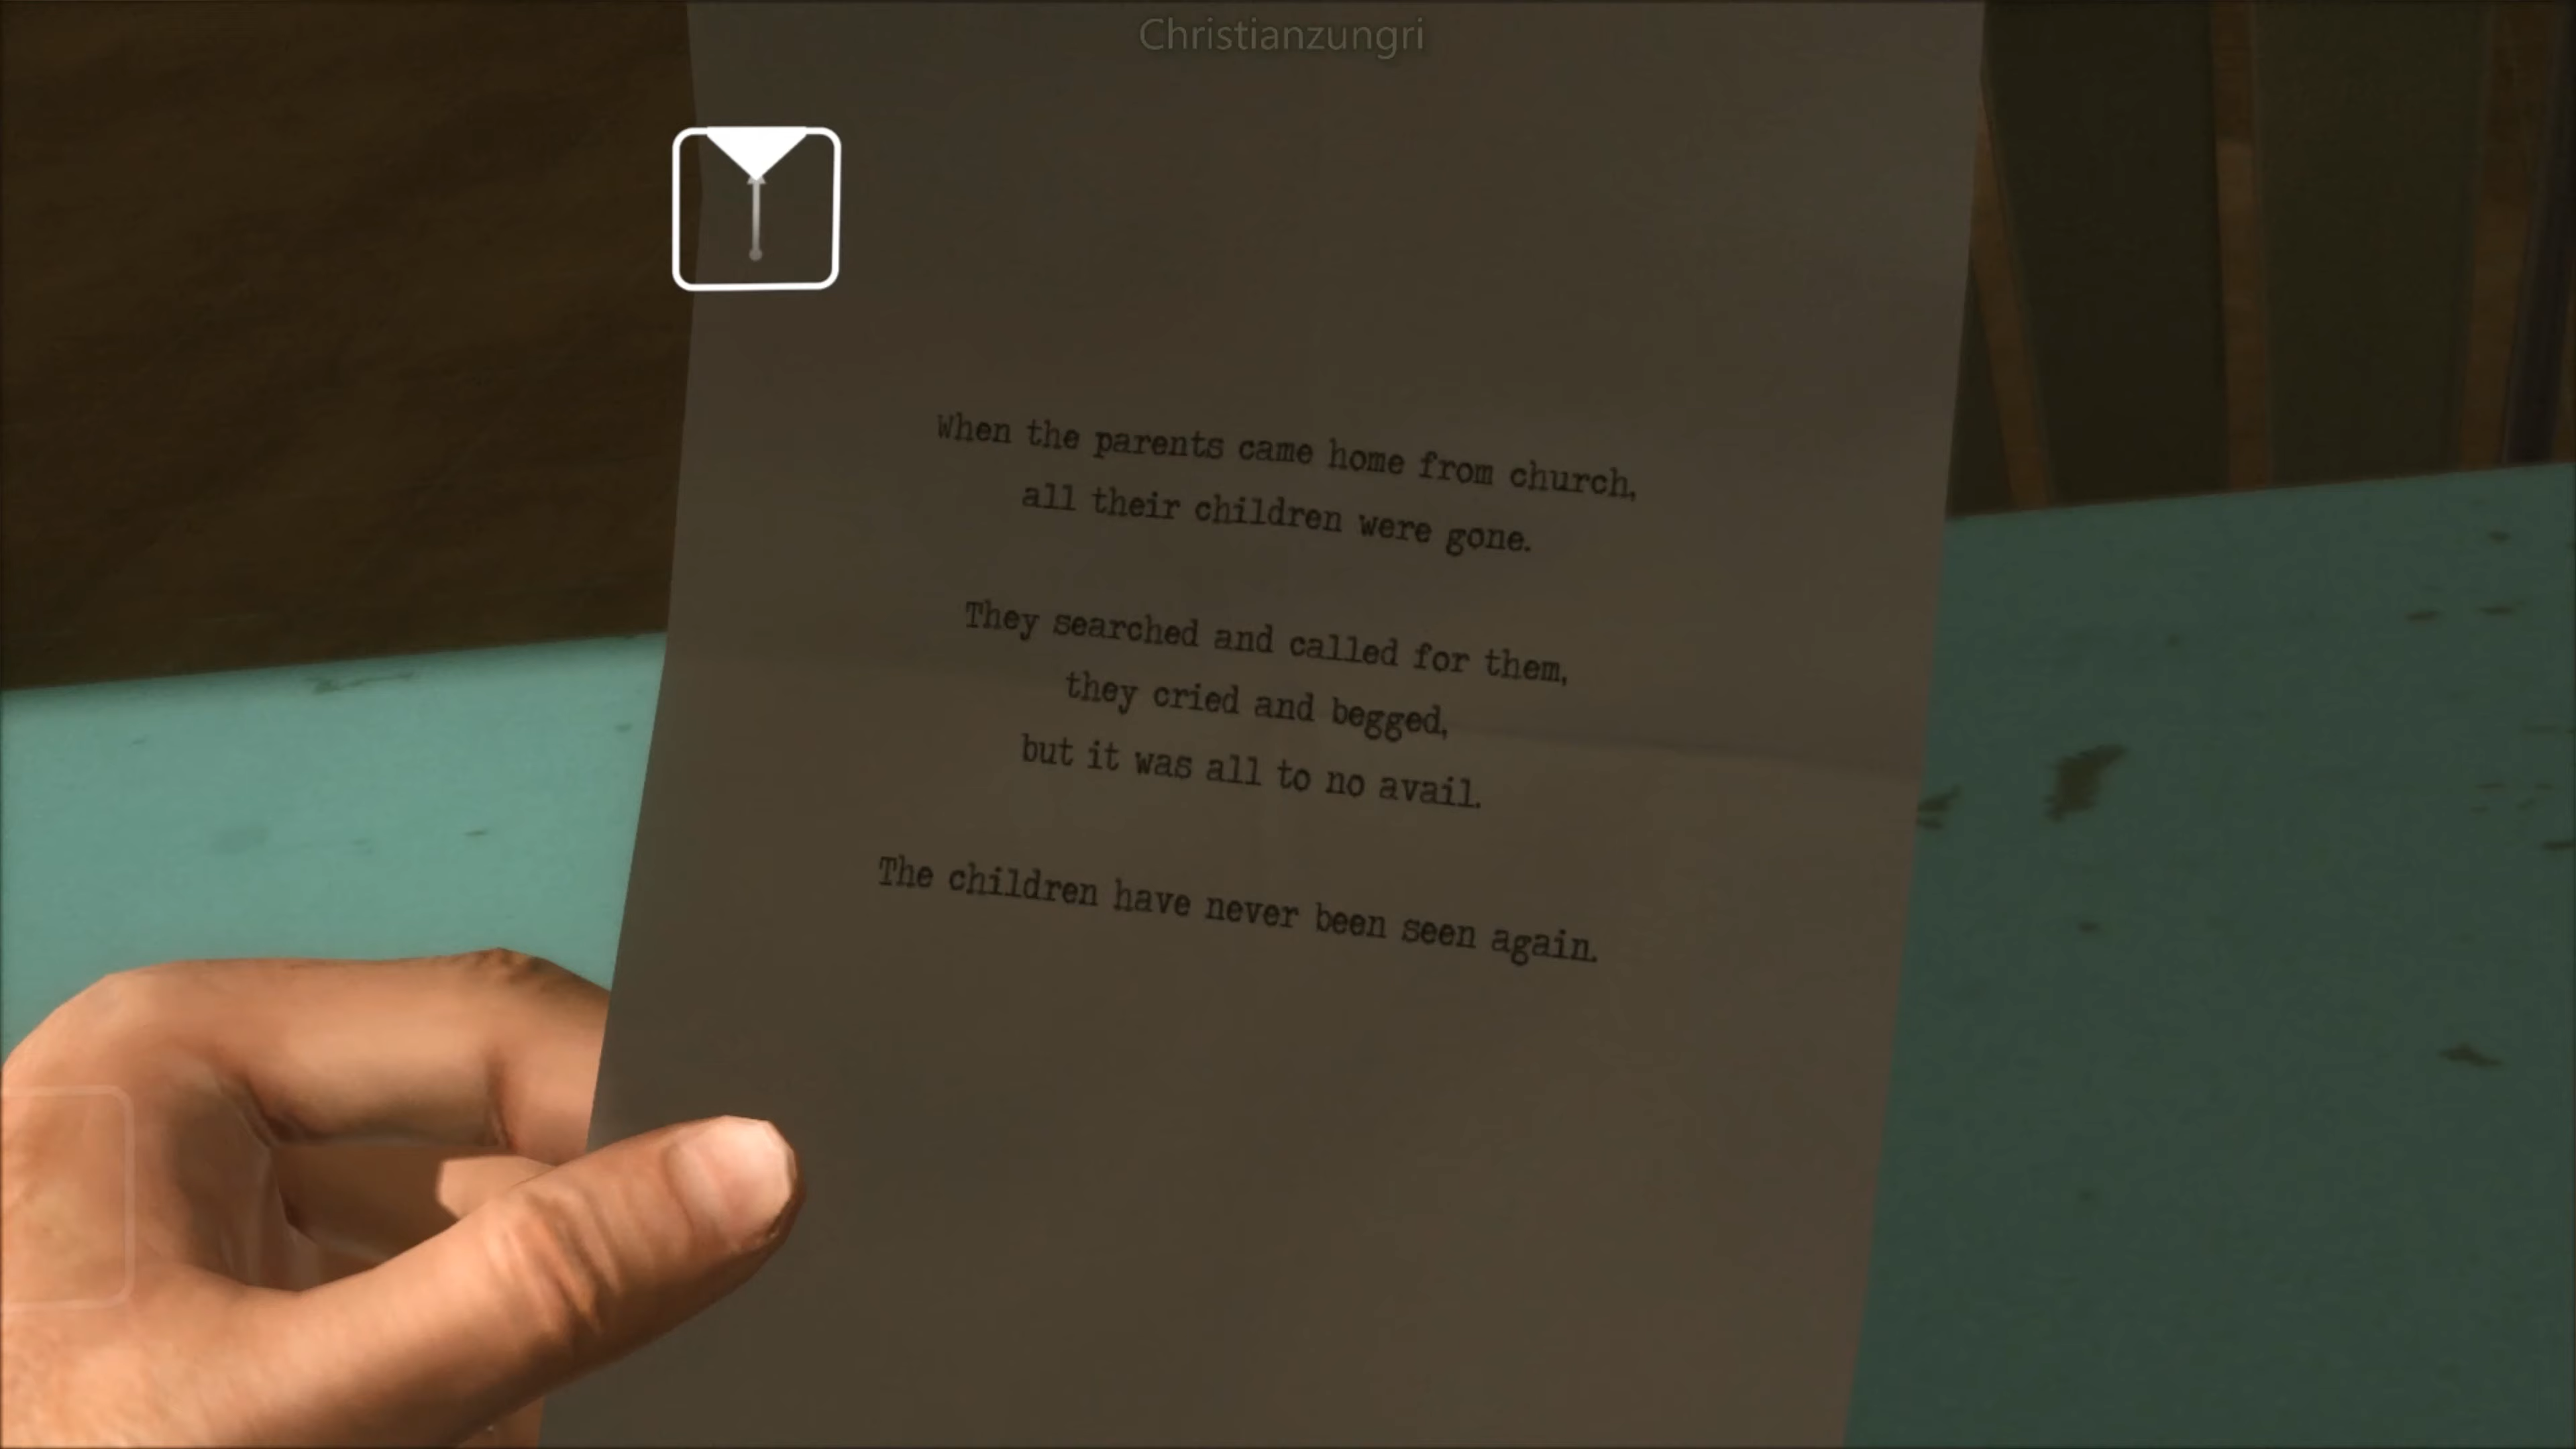 Christianzungri
When the parents came home from church,
all their children were gone.
They searched and called for them,
they cried and begged,
but it was all to no avail.
The children have never been seen again.